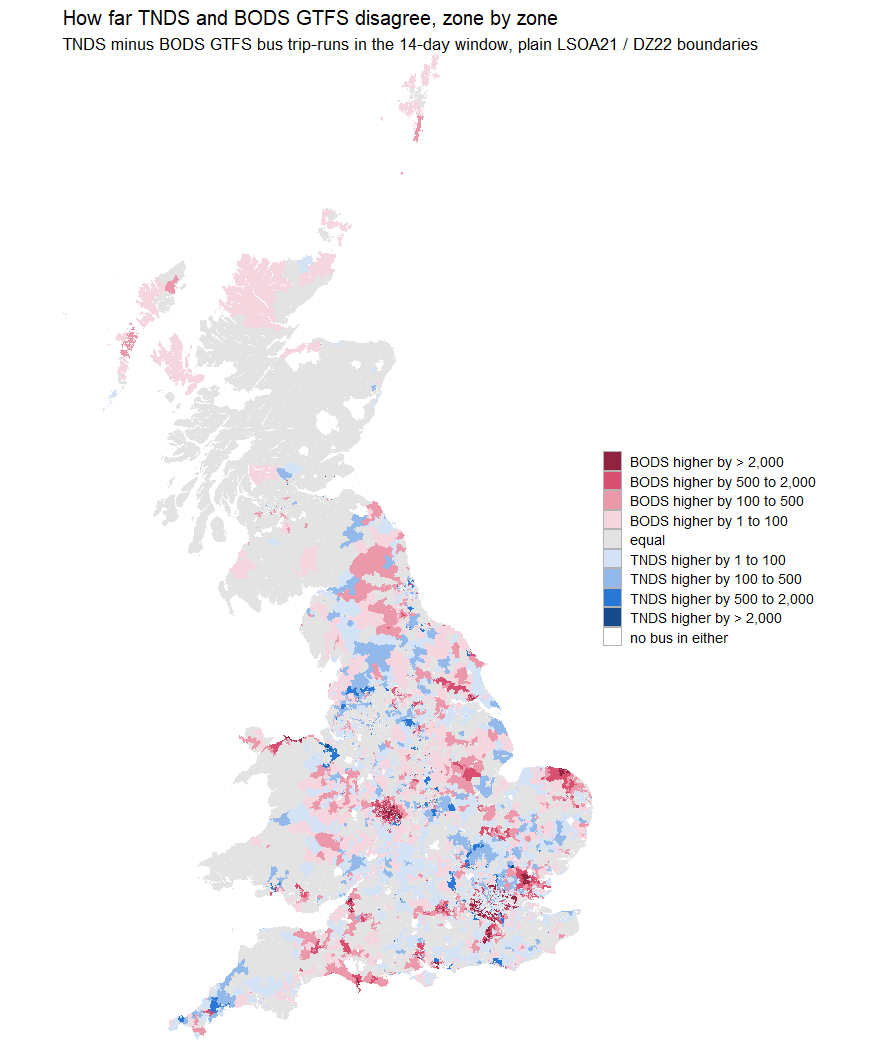 How far TNDS and BODS GTFS disagree, zone by zone
TNDS minus BODS GTFS bus trip-runs in the 14-day window, plain LSOA21 / DZ22 boundaries
BODS higher by > 2,000
BODS higher by 500 to 2,000
BODS higher by 100 to 500
BODS higher by 1 to 100
equal
TNDS higher by 1 to 100
TNDS higher by 100 to 500
TNDS higher by 500 to 2,000
TNDS higher by > 2,000
no bus in either